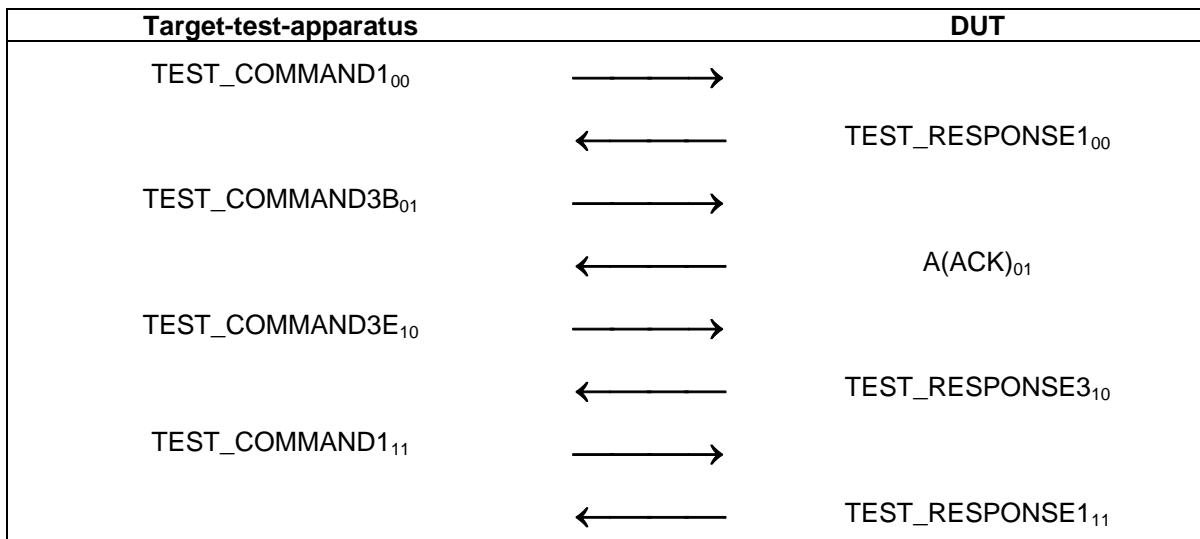 Target-test-apparatus DUT
TEST_COMMAND1₀₀
TEST_RESPONSE1₀₀
TEST_COMMAND3B₀₁
A(ACK)₀₁
TEST_COMMAND3E₁₀
TEST_RESPONSE3₁₀
TEST_COMMAND1₁₁
TEST_RESPONSE1₁₁